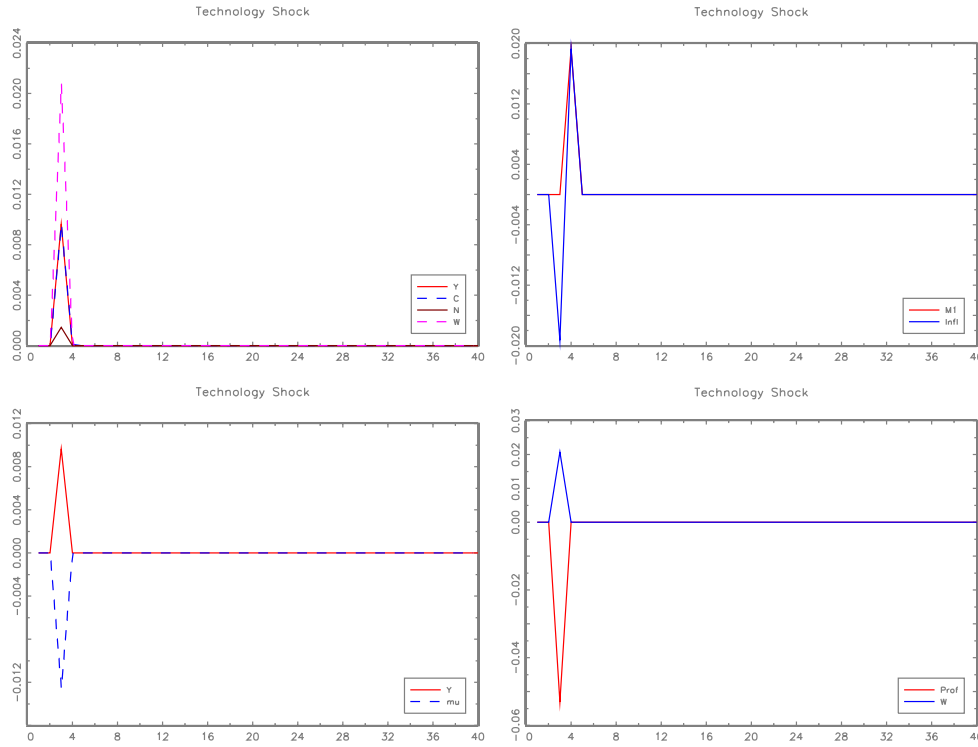 Technology Shock
0.024
0.020
0.016
0.012
0.008
0.004
0.000
Y
C
N
W
0 4 8 12 16 20 24 28 32 36 40
Technology Shock
0.020
0.012
0.004
−0.004
−0.012
−0.020
M1
Infl
0 4 8 12 16 20 24 28 32 36 40
Technology Shock
0.012
0.008
0.004
0.000
−0.004
−0.012
Y
mu
0 4 8 12 16 20 24 28 32 36 40
Technology Shock
0.03
0.02
0.01
0.00
−0.02
−0.04
−0.06
Prof
W
0 4 8 12 16 20 24 28 32 36 40